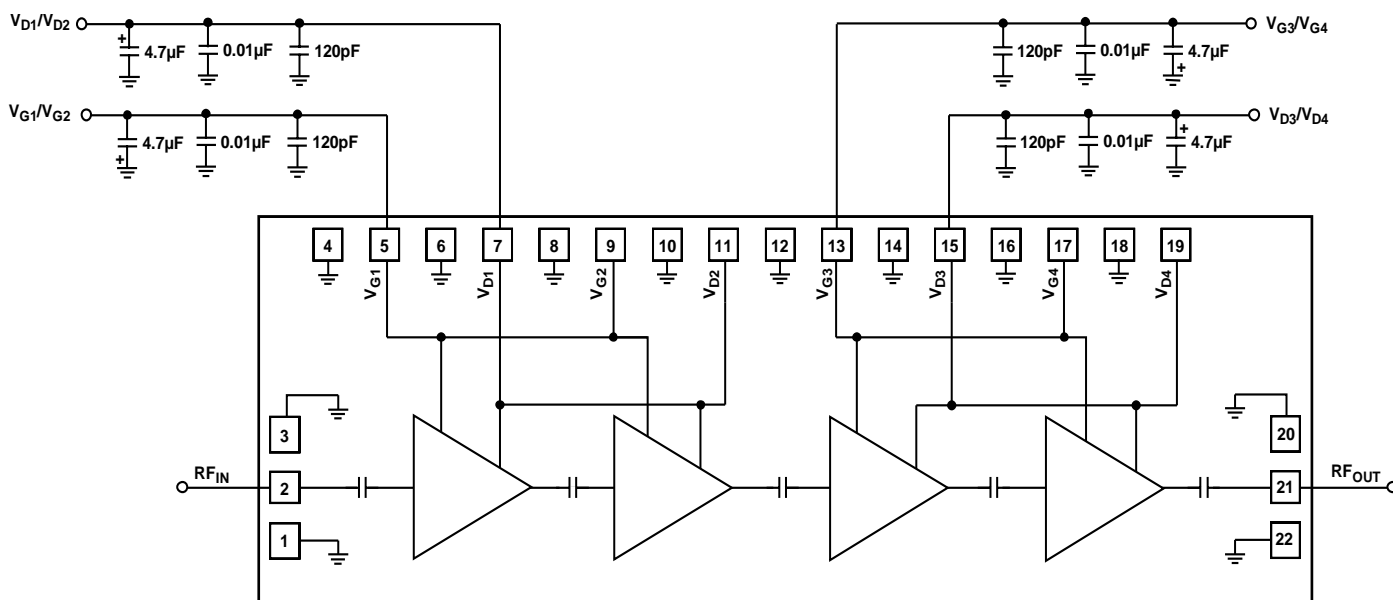 VD1/VD2
4.7µF 0.01µF 120pF
VG3/VG4
120pF 0.01µF 4.7µF
VG1/VG2
4.7µF 0.01µF 120pF
VD3/VD4
120pF 0.01µF 4.7µF
4 5 6 7 8 9 10 11 12 13 14 15 16 17 18 19
VG1 VD1 VG2 VD2 VG3 VD3 VG4 VD4
3 20
RFIN 2 21 RFOUT
1 22